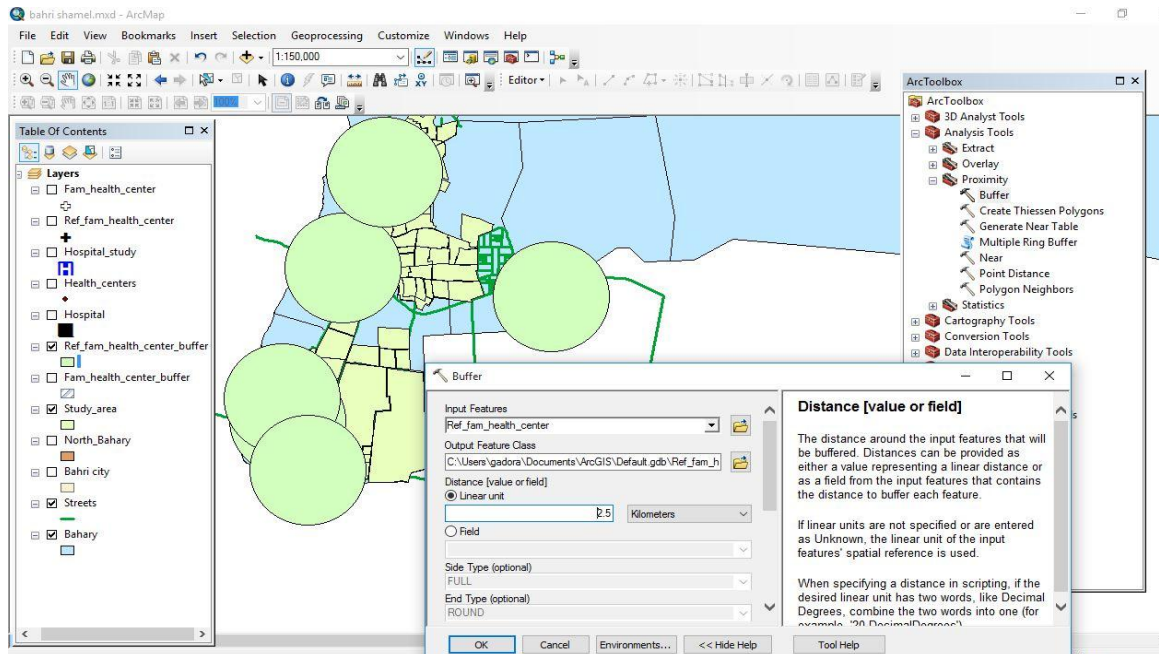 bahri shamel.mxd - ArcMap
File Edit View Bookmarks Insert Selection Geoprocessing Customize Windows Help
1:150,000
Editor
100%
Table Of Contents
Layers
Fam_health_center
Ref_fam_health_center
Hospital_study
H
Health_centers
Hospital
Ref_fam_health_center_buffer
Fam_health_center_buffer
Study_area
North_Bahary
Bahri city
Streets
Bahary
ArcToolbox
ArcToolbox
3D Analyst Tools
Analysis Tools
Extract
Overlay
Proximity
Buffer
Create Thiessen Polygons
Generate Near Table
Multiple Ring Buffer
Near
Point Distance
Polygon Neighbors
Statistics
Cartography Tools
Conversion Tools
Data Interoperability Tools
Buffer
Input Features
Ref_fam_health_center
Output Feature Class
C:\Users\gadora\Documents\ArcGIS\Default.gdb\Ref_fam_h
Distance [value or field]
Linear unit
2.5 Kilometers
Field
Side Type (optional)
FULL
End Type (optional)
ROUND
OK Cancel Environments... << Hide Help Tool Help
Distance [value or field]
The distance around the input features that will
be buffered. Distances can be provided as
either a value representing a linear distance or
as a field from the input features that contains
the distance to buffer each feature.
If linear units are not specified or are entered
as Unknown, the linear unit of the input
features' spatial reference is used.
When specifying a distance in scripting, if the
desired linear unit has two words, like Decimal
Degrees, combine the two words into one (for
example, '20 DecimalDegrees')